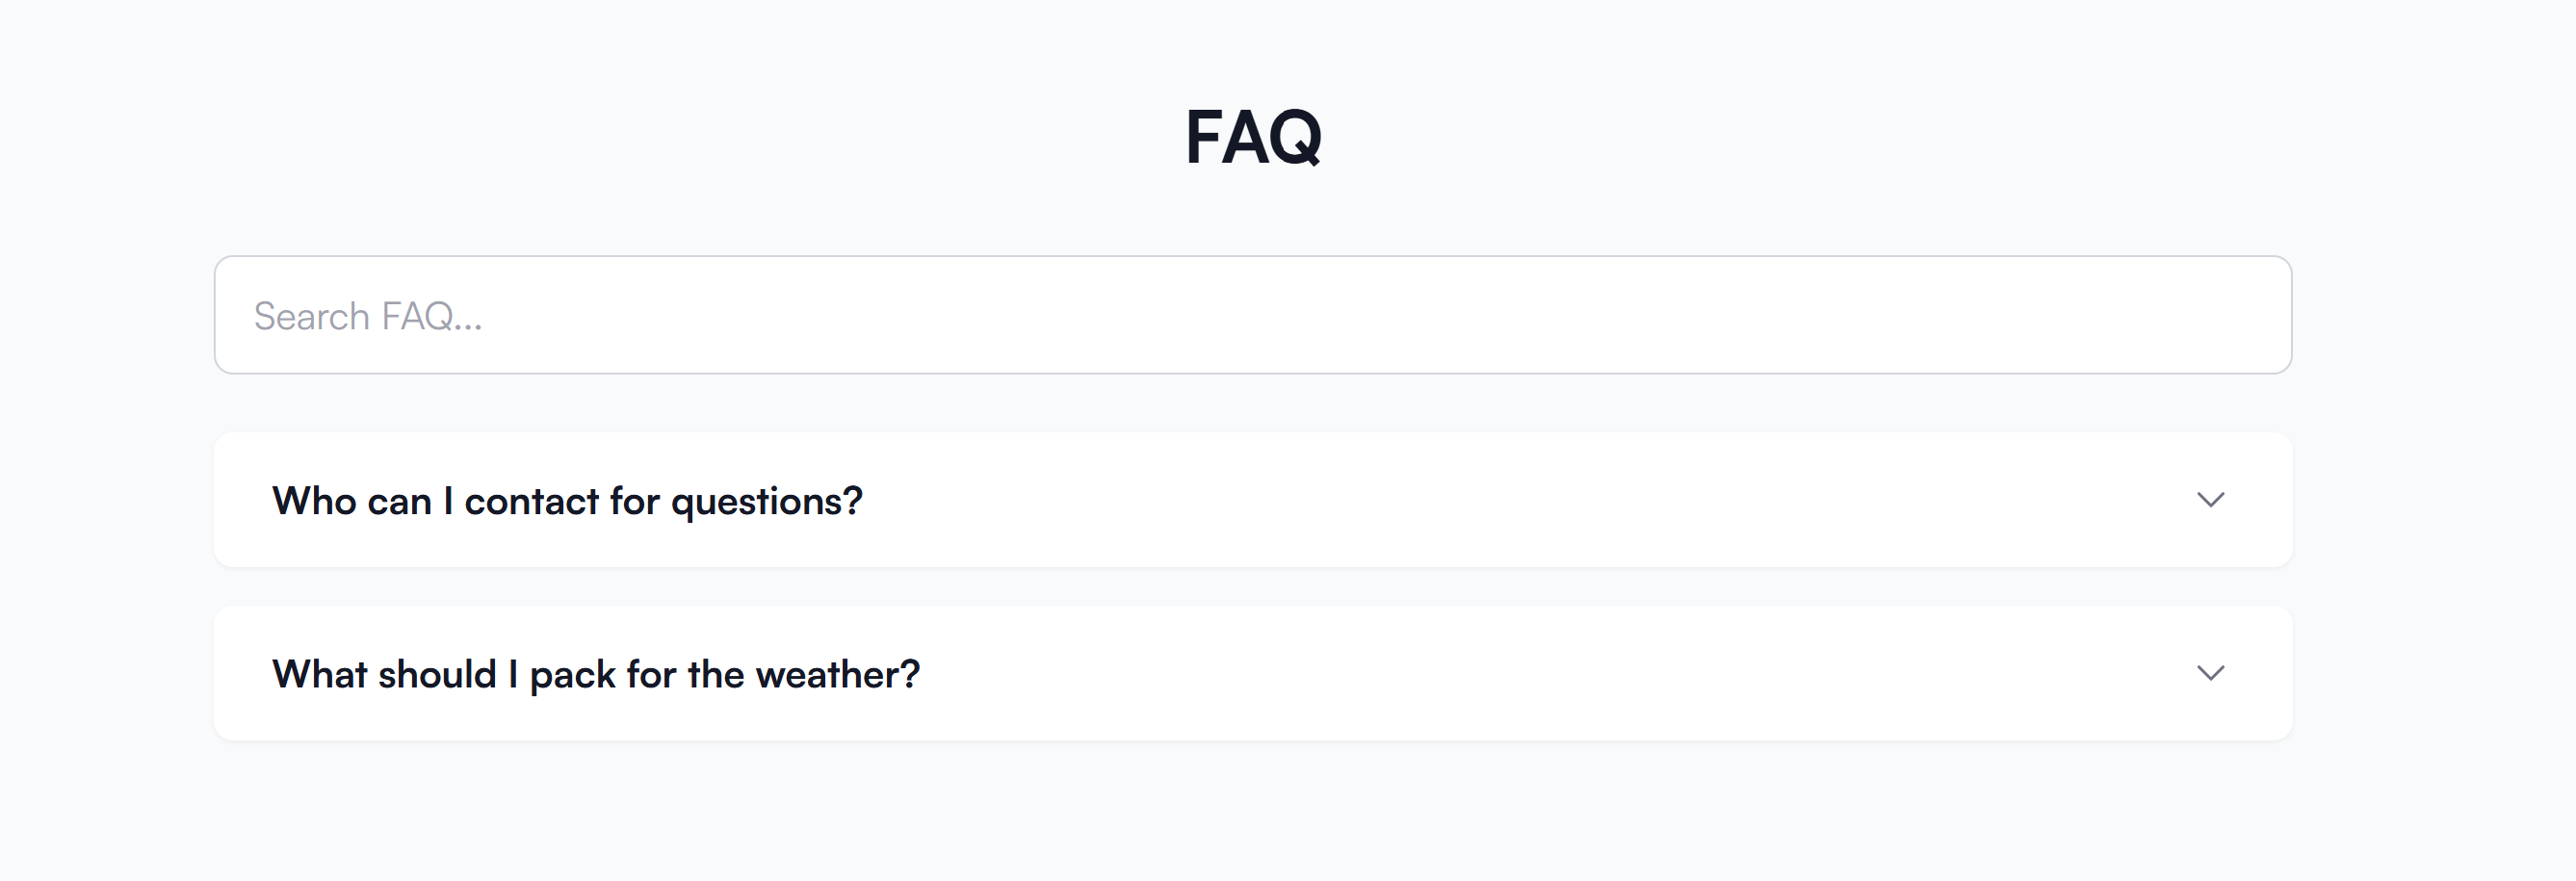 FAQ
Search FAQ...
Who can I contact for questions?
What should I pack for the weather?